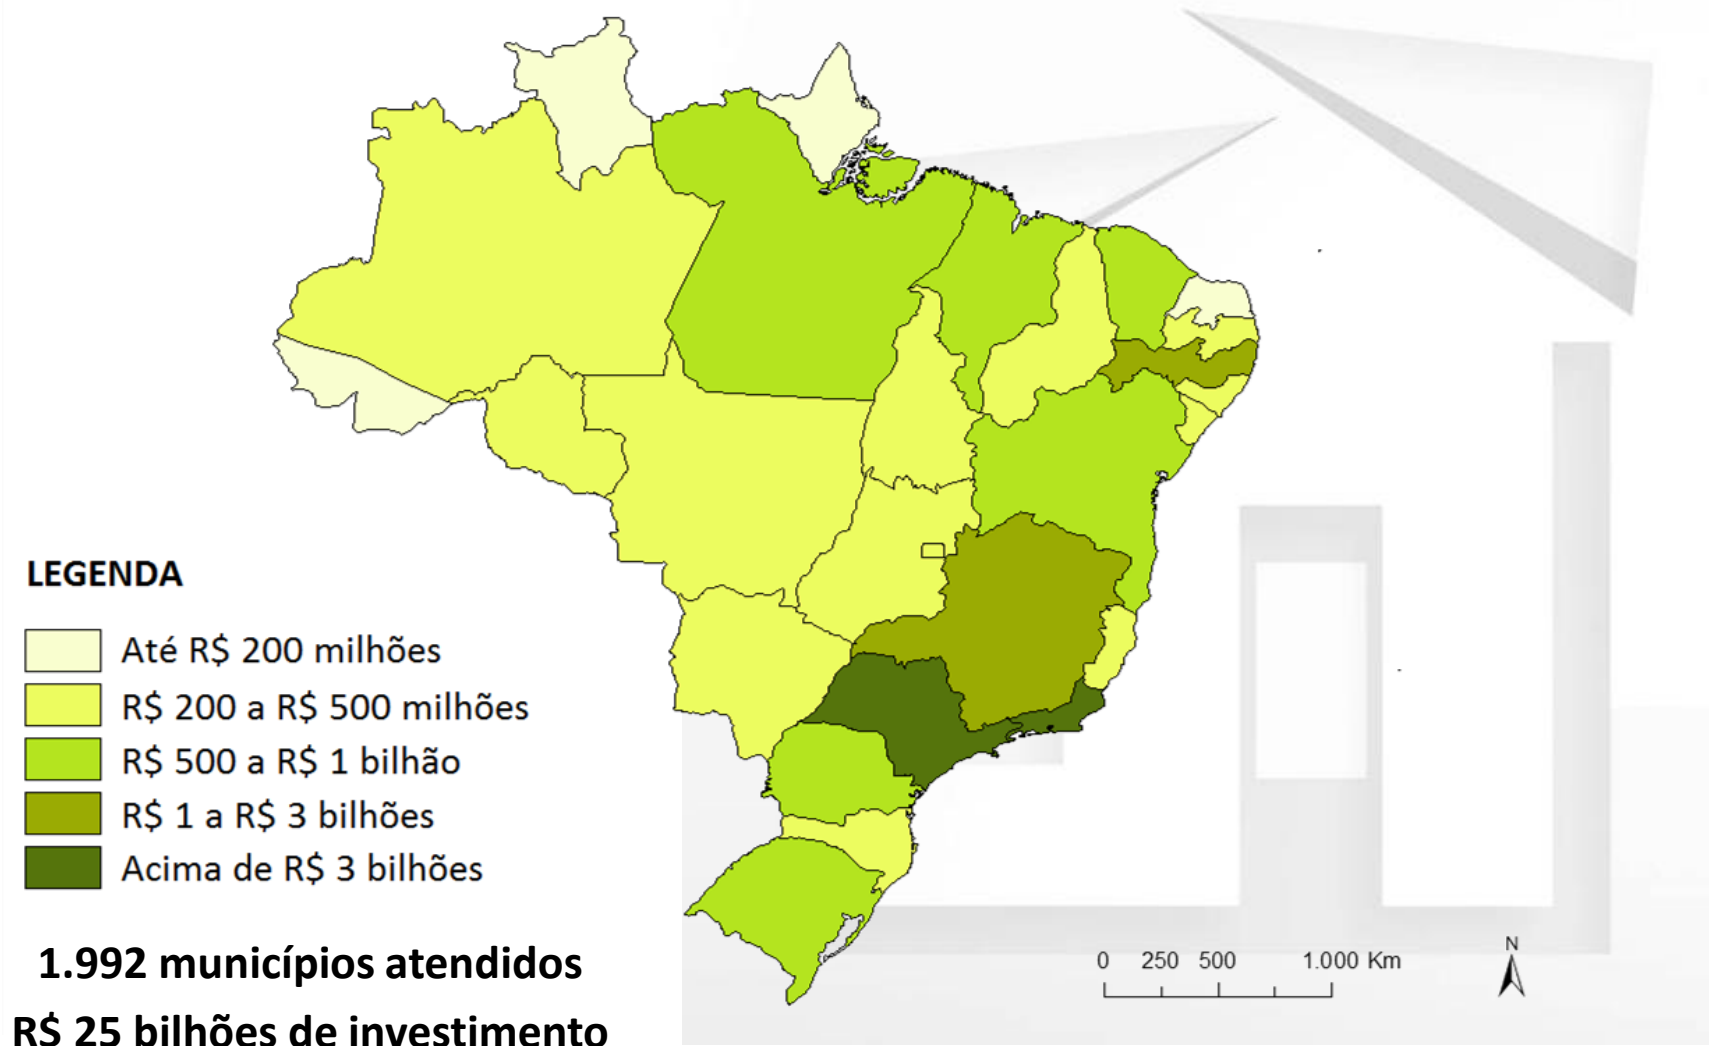 LEGENDA
Até R$ 200 milhões
R$ 200 a R$ 500 milhões
R$ 500 a R$ 1 bilhão
R$ 1 a R$ 3 bilhões
Acima de R$ 3 bilhões
1.992 municípios atendidos
R$ 25 bilhões de investimento
0 250 500 1.000 Km
N